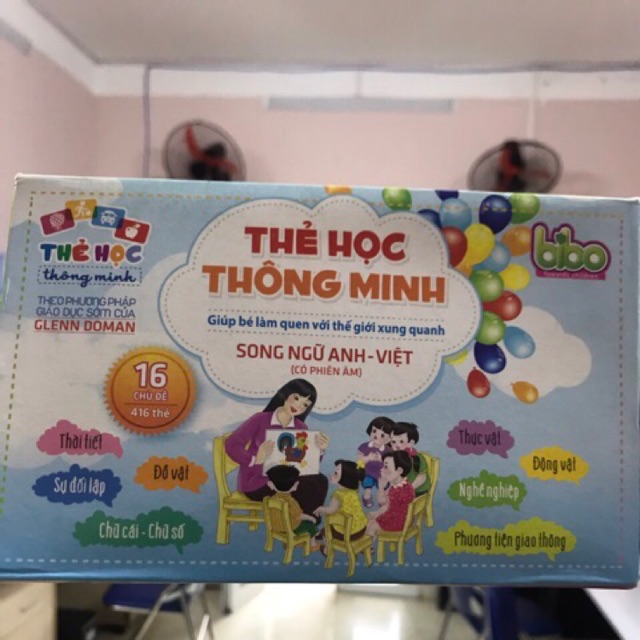 THẺ HỌC
thông minh
THEO PHƯƠNG PHÁP
GIÁO DỤC SỚM CỦA
GLENN DOMAN
THẺ HỌC
THÔNG MINH
Giúp bé làm quen với thế giới xung quanh
SONG NGỮ ANH - VIỆT
(CÓ PHIÊN ÂM)
bibo
16
CHỦ ĐỀ
416 thẻ
Thời tiết
Sự đối lập
Đồ vật
Chữ cái - Chữ số
Thực vật
Động vật
Nghề nghiệp
Phương tiện giao thông